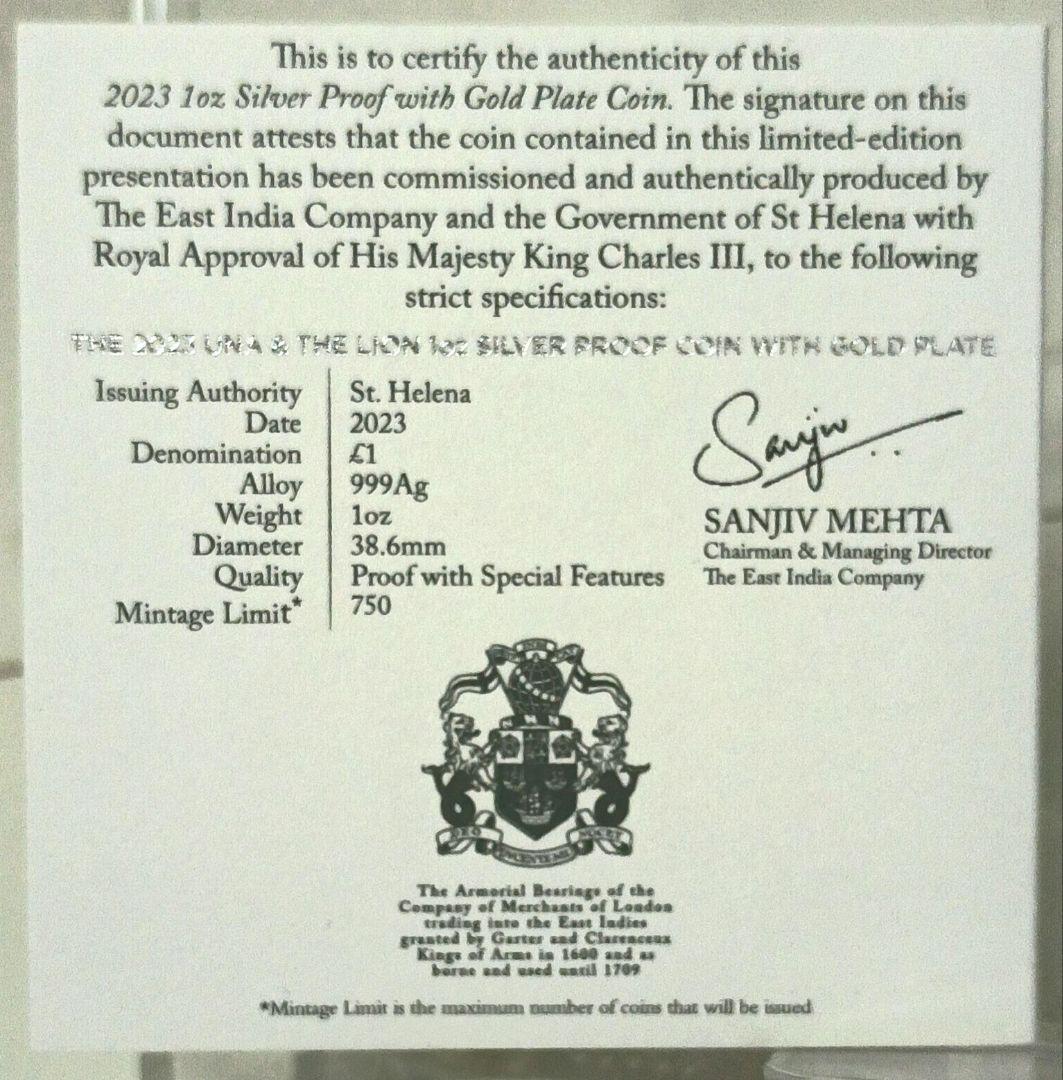 This is to certify the authenticity of this
2023 1oz Silver Proof with Gold Plate Coin. The signature on this
document attests that the coin contained in this limited-edition
presentation has been commissioned and authentically produced by
The East India Company and the Government of St Helena with
Royal Approval of His Majesty King Charles III, to the following
strict specifications:
THE 2023 UNA & THE LION 1oz SILVER PROOF COIN WITH GOLD PLATE
Issuing Authority St. Helena
Date 2023
Denomination £1
Alloy 999Ag
Weight 1oz
Diameter 38.6mm
Quality Proof with Special Features
Mintage Limit* 750
Sanjiv
SANJIV MEHTA
Chairman & Managing Director
The East India Company
DEO
NOCET
The Armorial Bearings of the
Company of Merchants of London
trading into the East Indies
granted by Garter and Clarenceux
Kings of Arms in 1600 and as
borne and used until 1709
*Mintage Limit is the maximum number of coins that will be issued